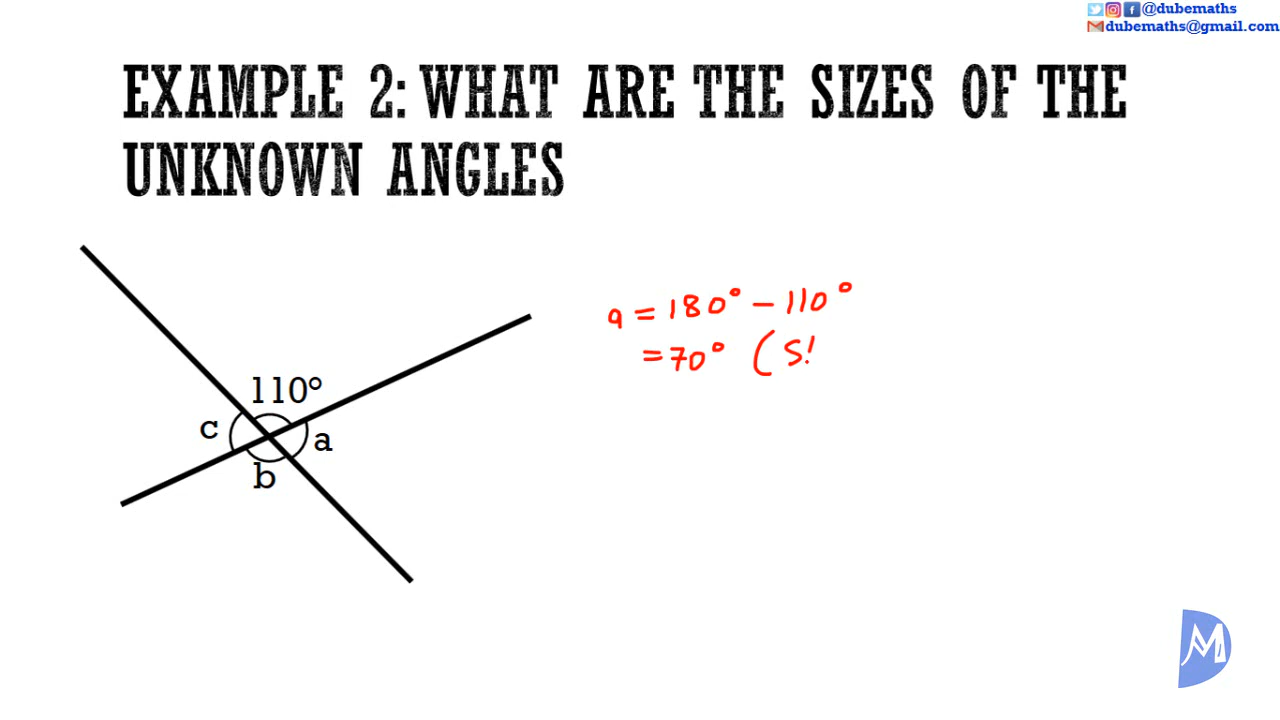 @dubemaths
dubemaths@gmail.com
EXAMPLE 2: WHAT ARE THE SIZES OF THE
UNKNOWN ANGLES
a = 180° - 110°
= 70° (
110°
c
a
b
M